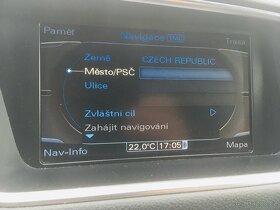 Paměť
Navigace TMC
Trasa
Země CZECH REPUBLIC
Město/PSČ
Ulice
Zvláštní cíl
Zahájit navigování
Nav-Info
22,0°C
17:05
Mapa